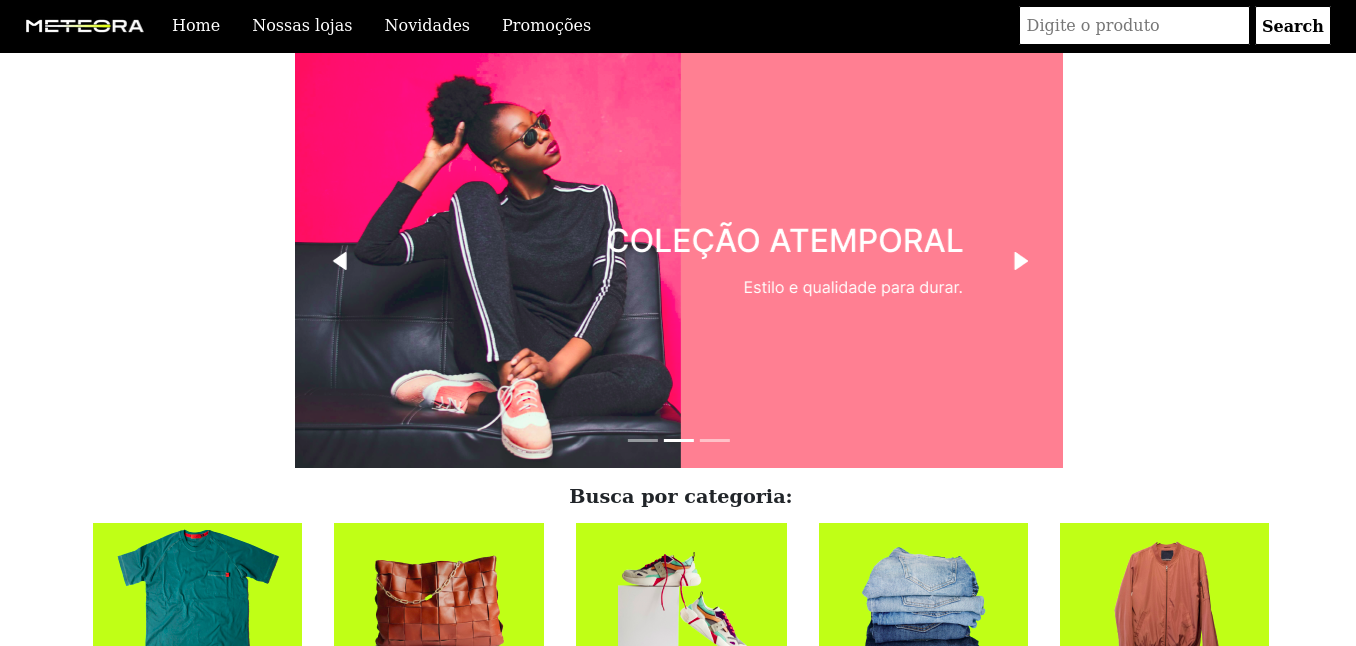 METEORA Home Nossas lojas Novidades Promoções Digite o produto Search
COLEÇÃO ATEMPORAL
Estilo e qualidade para durar.
Busca por categoria: